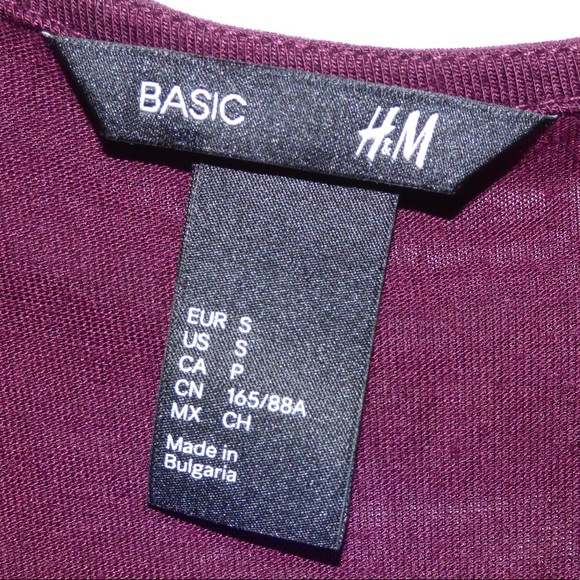 BASIC H&M
EUR S
US S
CA P
CN 165/88A
MX CH
Made in
Bulgaria